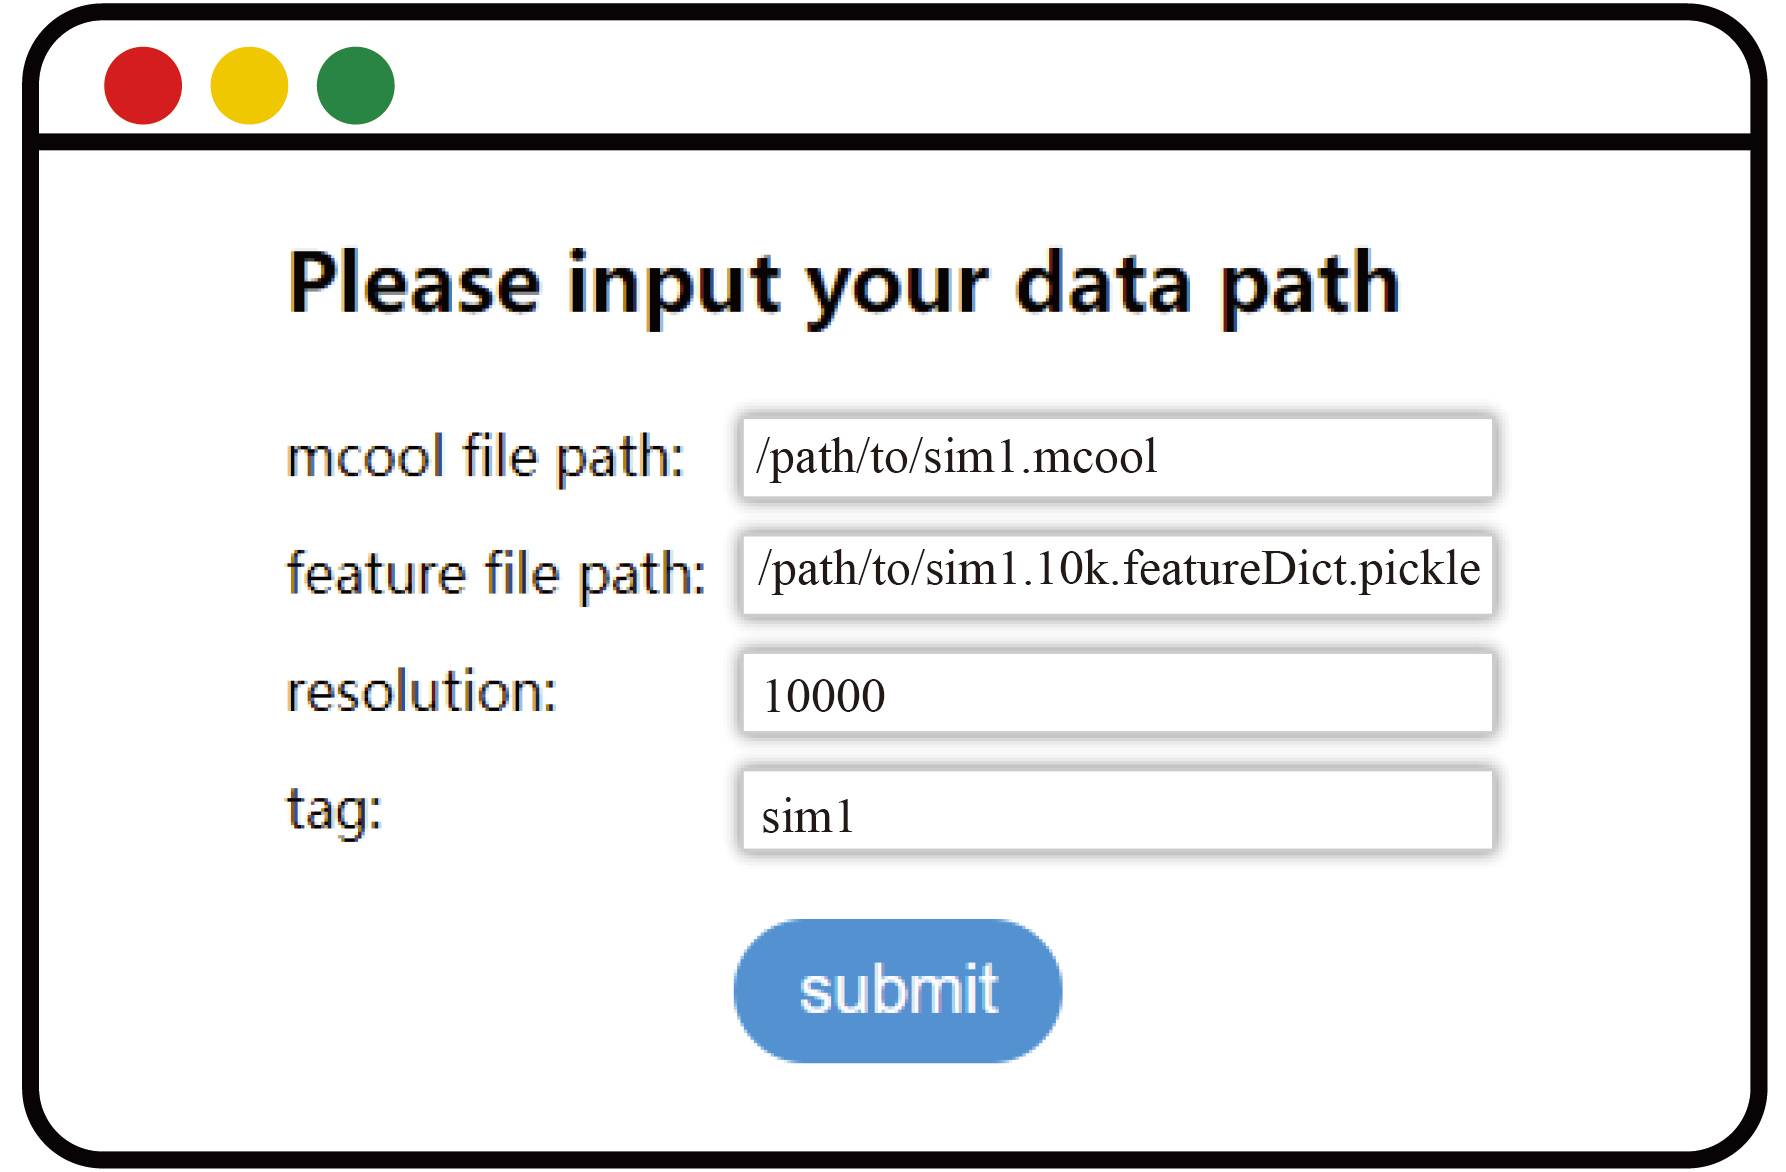 Please input your data path
mcool file path: /path/to/sim1.mcool
feature file path: /path/to/sim1.10k.featureDict.pickle
resolution: 10000
tag: sim1
submit